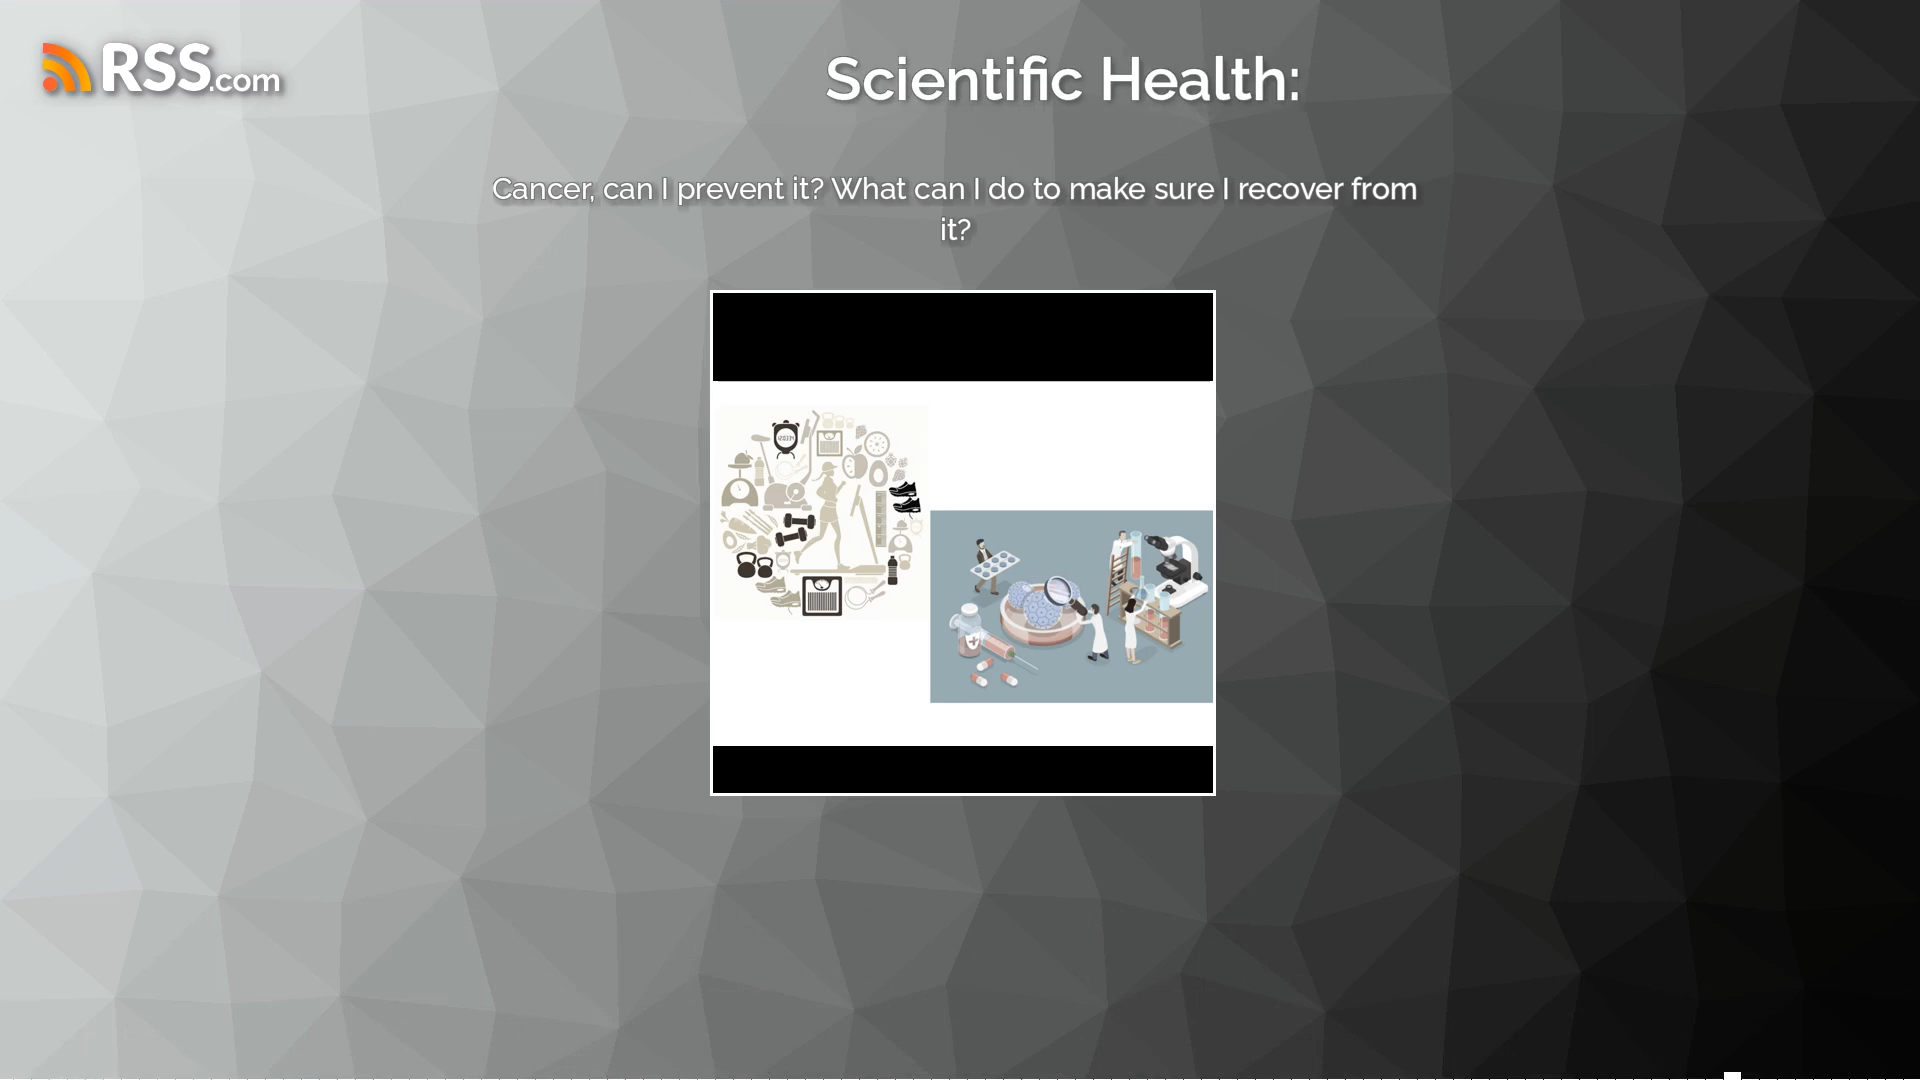 RSS.com
Scientific Health:
Cancer, can I prevent it? What can I do to make sure I recover from
it?